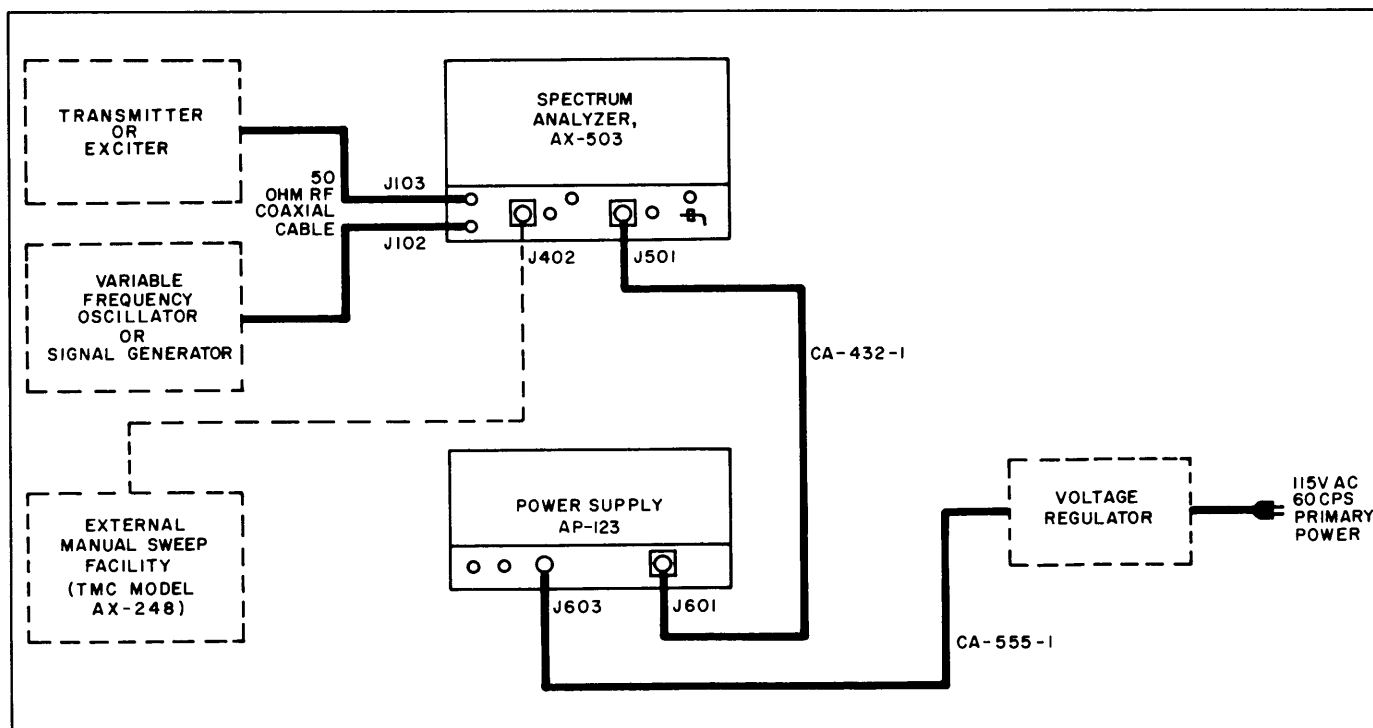 TRANSMITTER
OR
EXCITER
SPECTRUM
ANALYZER,
AX-503
50
OHM RF
COAXIAL
CABLE
J103
J102
J402
J501
VARIABLE
FREQUENCY
OSCILLATOR
OR
SIGNAL GENERATOR
CA-432-1
EXTERNAL
MANUAL SWEEP
FACILITY
(TMC MODEL
AX-248)
POWER SUPPLY
AP-123
J603
J601
VOLTAGE
REGULATOR
115V AC
60CPS
PRIMARY
POWER
CA-555-1